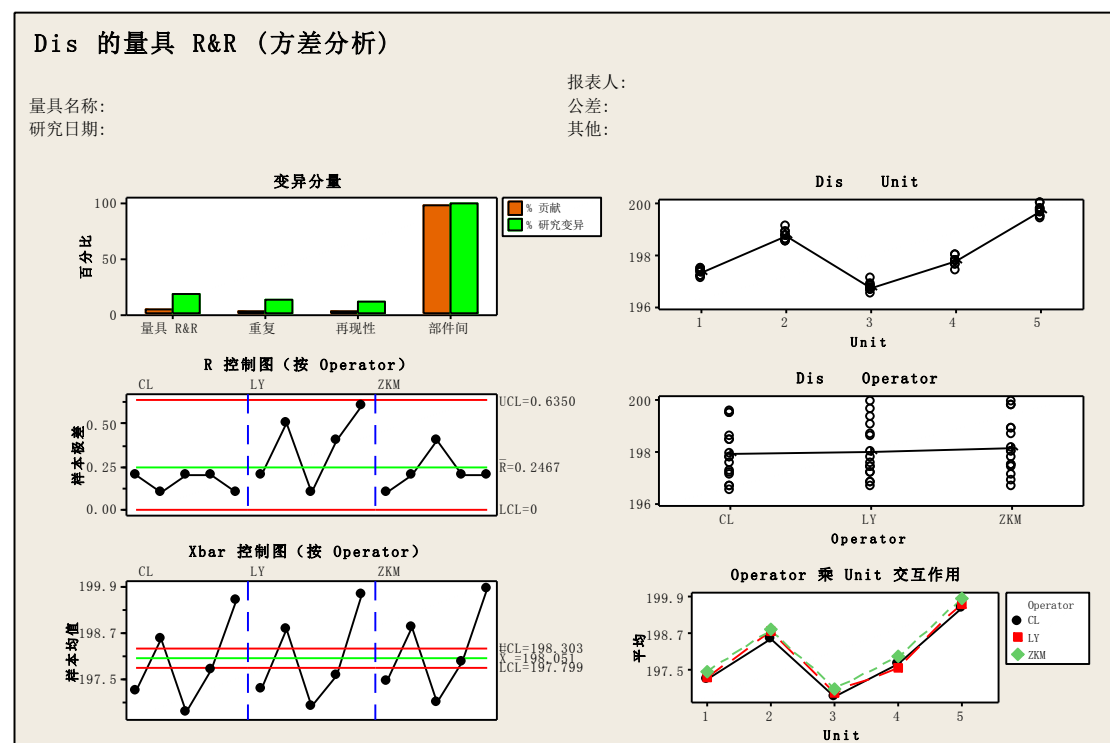 Dis 的量具 R&R (方差分析)
报表人:
量具名称:
公差:
研究日期:
其他:
变异分量
100
50
0
百分比
量具 R&R 重复 再现性 部件间
% 贡献
% 研究变异
Dis Unit
200
198
196
1 2 3 4 5
Unit
R 控制图（按 Operator）
CL LY ZKM
0.50
0.25
0.00
样本极差
UCL=0.6350
R=0.2467
LCL=0
Dis Operator
200
198
196
CL LY ZKM
Operator
Xbar 控制图（按 Operator）
CL LY ZKM
199.9
198.7
197.5
样本均值
UCL=198.303
X =198.051
LCL=197.799
Operator 乘 Unit 交互作用
199.9
198.7
197.5
平均
1 2 3 4 5
Unit
Operator
CL
LY
ZKM